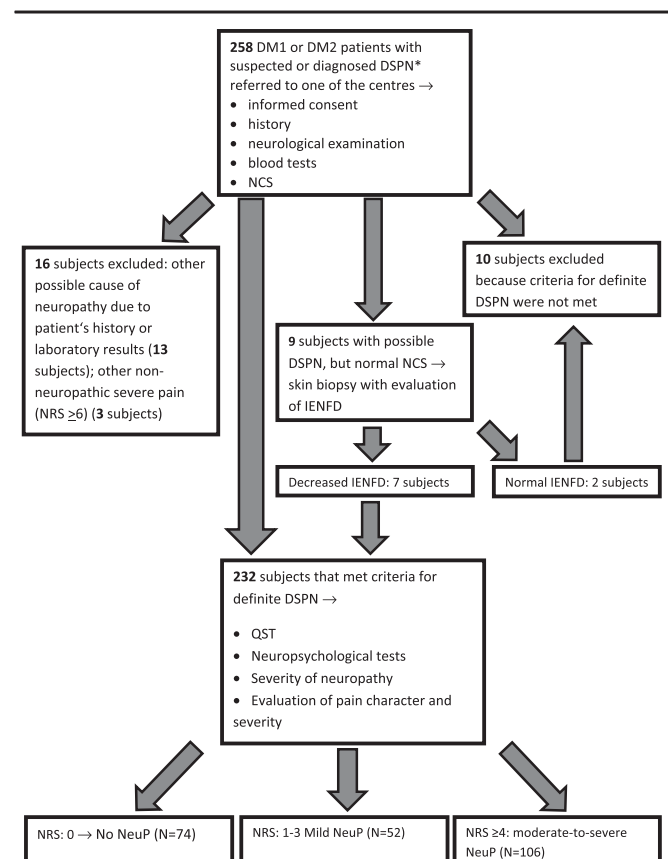 258 DM1 or DM2 patients with
suspected or diagnosed DSPN*
referred to one of the centres →
• informed consent
• history
• neurological examination
• blood tests
• NCS
16 subjects excluded: other
possible cause of
neuropathy due to
patient‘s history or
laboratory results (13
subjects); other non-
neuropathic severe pain
(NRS ≥6) (3 subjects)
10 subjects excluded
because criteria for definite
DSPN were not met
9 subjects with possible
DSPN, but normal NCS →
skin biopsy with evaluation
of IENFD
Decreased IENFD: 7 subjects
Normal IENFD: 2 subjects
232 subjects that met criteria for
definite DSPN →
• QST
• Neuropsychological tests
• Severity of neuropathy
• Evaluation of pain character and
severity
NRS: 0 → No NeuP (N=74)
NRS: 1-3 Mild NeuP (N=52)
NRS ≥4: moderate-to-severe
NeuP (N=106)